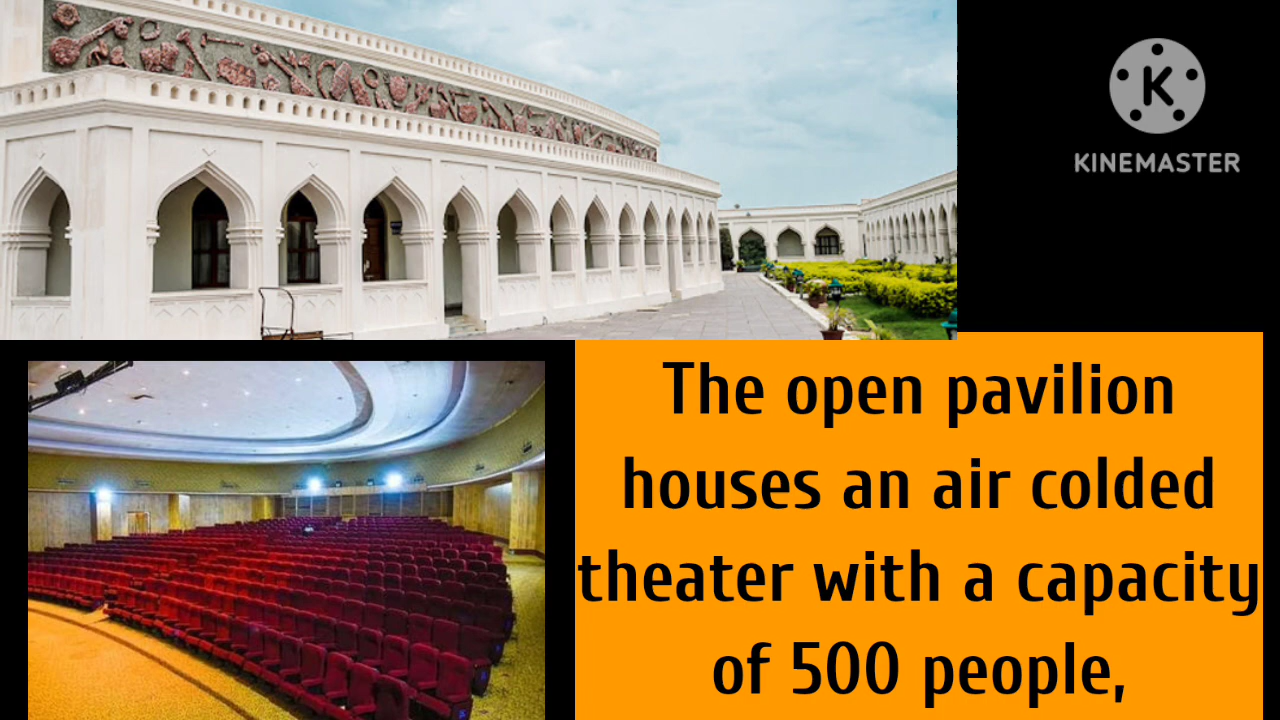 K
KINEMASTER
The open pavilion
houses an air colded
theater with a capacity
of 500 people,